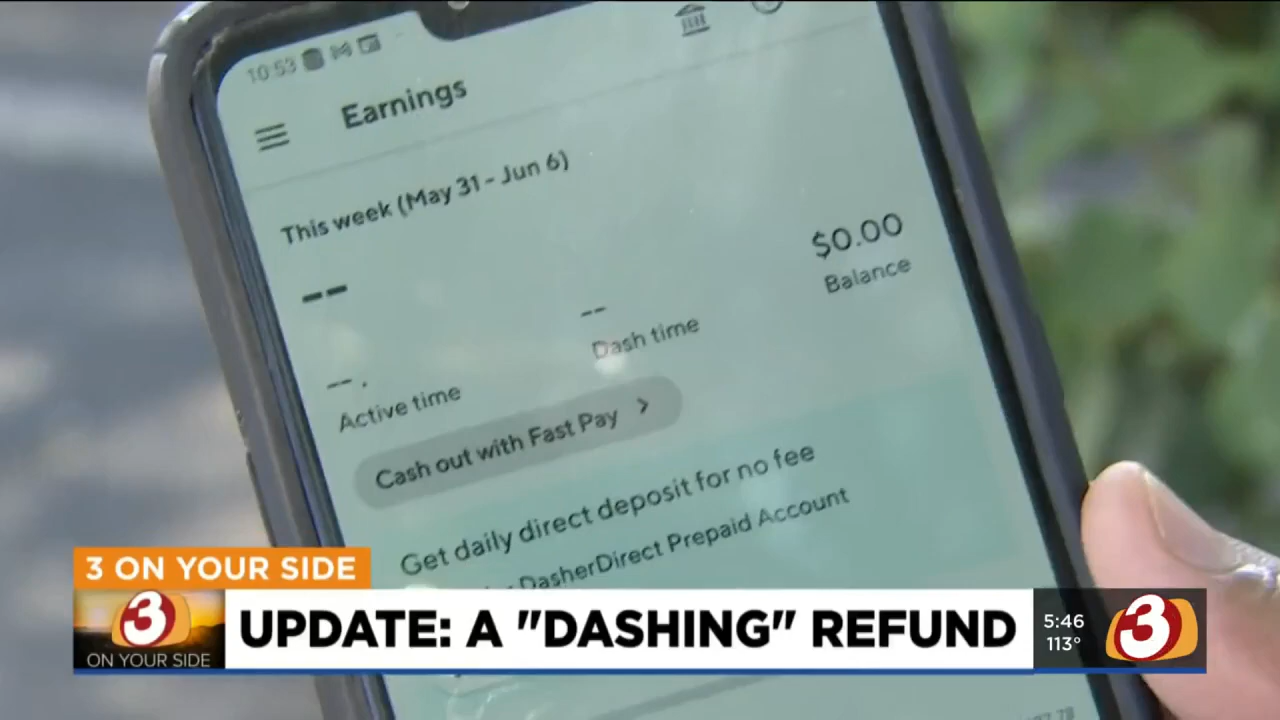 10:53
Earnings
This week (May 31 - Jun 6)
--
$0.00
Balance
--
Dash time
--
Active time
Cash out with Fast Pay >
Get daily direct deposit for no fee
DasherDirect Prepaid Account
3 ON YOUR SIDE
3
ON YOUR SIDE
UPDATE: A "DASHING" REFUND
5:46
113°
3